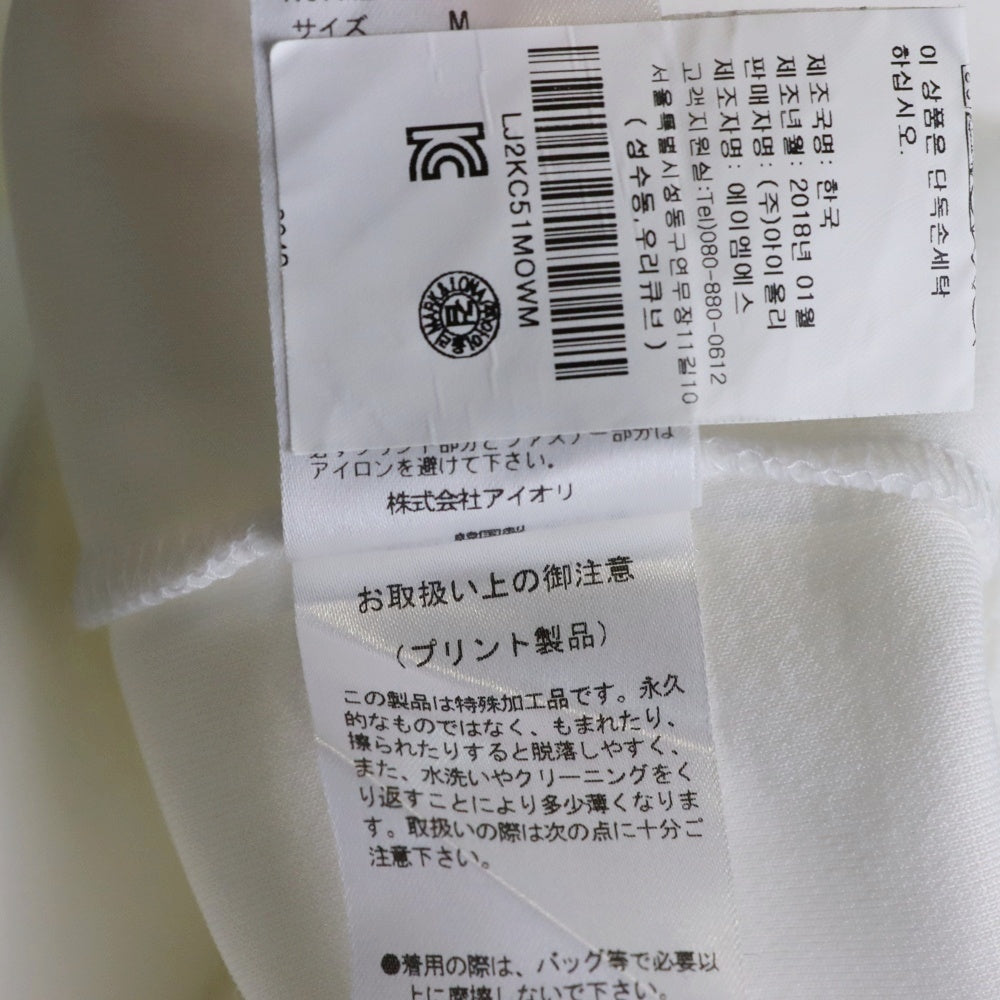 サイズ M
이 상품은 단독손세탁
하십시오.
제조국명: 한국
제조년월: 2018년 01월
판매자명: (주)아이올리
제조자명: 에이엠에스
고객지원실:Tel)080-880-0612
서울특별시성동구연무장11길10
(성수동,우리큐브)
LJ2KC51MOWM
MARK & LONA
アイロンを避けて下さい。
株式会社アイオリ
韓国製
お取扱い上の御注意
(プリント製品)
この製品は特殊加工品です。永久
的なものではなく、もまれたり、
擦られたりすると脱落しやすく、
また、水洗いやクリーニングをく
り返すことにより多少薄くなりま
す。取扱いの際は次の点に十分ご
注意下さい。
●着用の際は、バッグ等で必要以
上に摩擦しないで下さい。